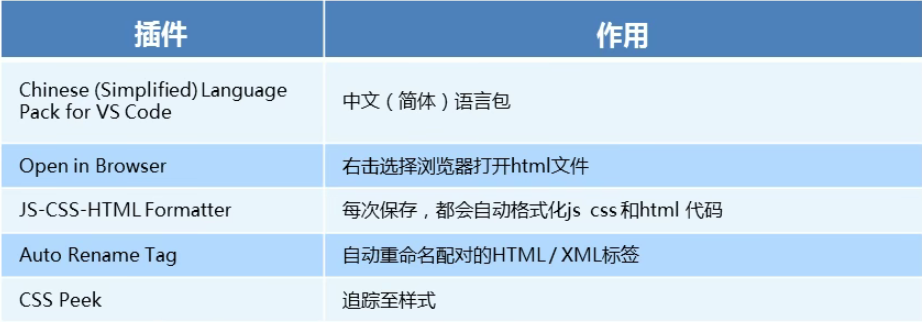 插件
作用
Chinese (Simplified) Language
Pack for VS Code
中文（简体）语言包
Open in Browser
右击选择浏览器打开html文件
JS-CSS-HTML Formatter
每次保存，都会自动格式化js css和html 代码
Auto Rename Tag
自动重命名配对的HTML / XML标签
CSS Peek
追踪至样式